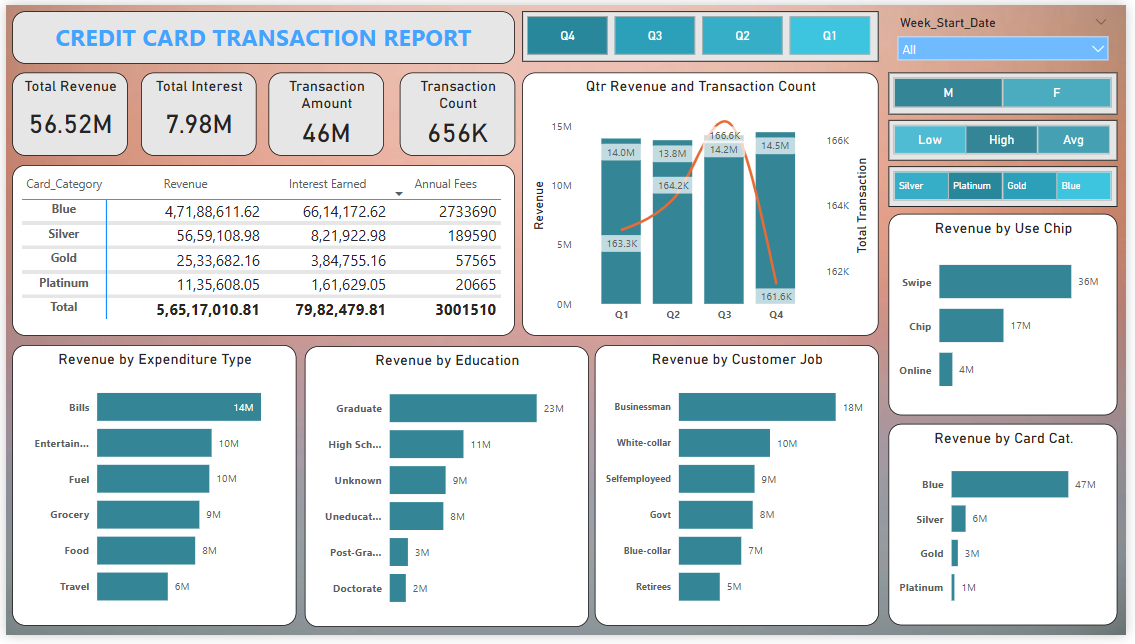 CREDIT CARD TRANSACTION REPORT
Q4 Q3 Q2 Q1
Week_Start_Date
All
Total Revenue
56.52M
Total Interest
7.98M
Transaction
Amount
46M
Transaction
Count
656K
M F
Low High Avg
Silver Platinum Gold Blue
Card_Category Revenue Interest Earned Annual Fees
Blue 4,71,88,611.62 66,14,172.62 2733690
Silver 56,59,108.98 8,21,922.98 189590
Gold 25,33,682.16 3,84,755.16 57565
Platinum 11,35,608.05 1,61,629.05 20665
Total 5,65,17,010.81 79,82,479.81 3001510
Qtr Revenue and Transaction Count
Revenue
15M
10M
5M
0M
14.0M 13.8M 14.2M 14.5M
163.3K 164.2K 166.6K 161.6K
Q1 Q2 Q3 Q4
166K
164K
162K
Total Transaction
Revenue by Use Chip
Swipe 36M
Chip 17M
Online 4M
Revenue by Expenditure Type
Bills 14M
Entertain... 10M
Fuel 10M
Grocery 9M
Food 8M
Travel 6M
Revenue by Education
Graduate 23M
High Sch... 11M
Unknown 9M
Uneducat... 8M
Post-Gra... 3M
Doctorate 2M
Revenue by Customer Job
Businessman 18M
White-collar 10M
Selfemployeed 9M
Govt 8M
Blue-collar 7M
Retirees 5M
Revenue by Card Cat.
Blue 47M
Silver 6M
Gold 3M
Platinum 1M